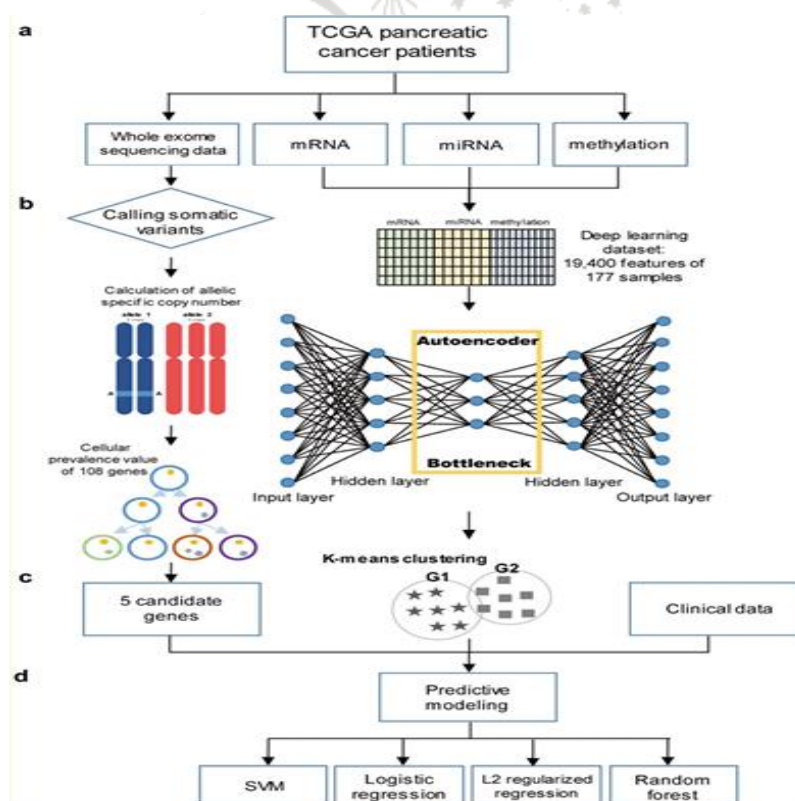 a
TCGA pancreatic
cancer patients
Whole exome
sequencing data
mRNA
miRNA
methylation
b
Calling somatic
variants
mRNA
miRNA
methylation
Deep learning
dataset:
19,400 features of
177 samples
Calculation of allelic
specific copy number
allele 1
allele 2
A
A
Autoencoder
Bottleneck
Cellular
prevalence value
of 108 genes
Input layer
Hidden layer
Hidden layer
Output layer
K-means clustering
G1
G2
c
5 candidate
genes
Clinical data
d
Predictive
modeling
SVM
Logistic
regression
L2 regularized
regression
Random
forest